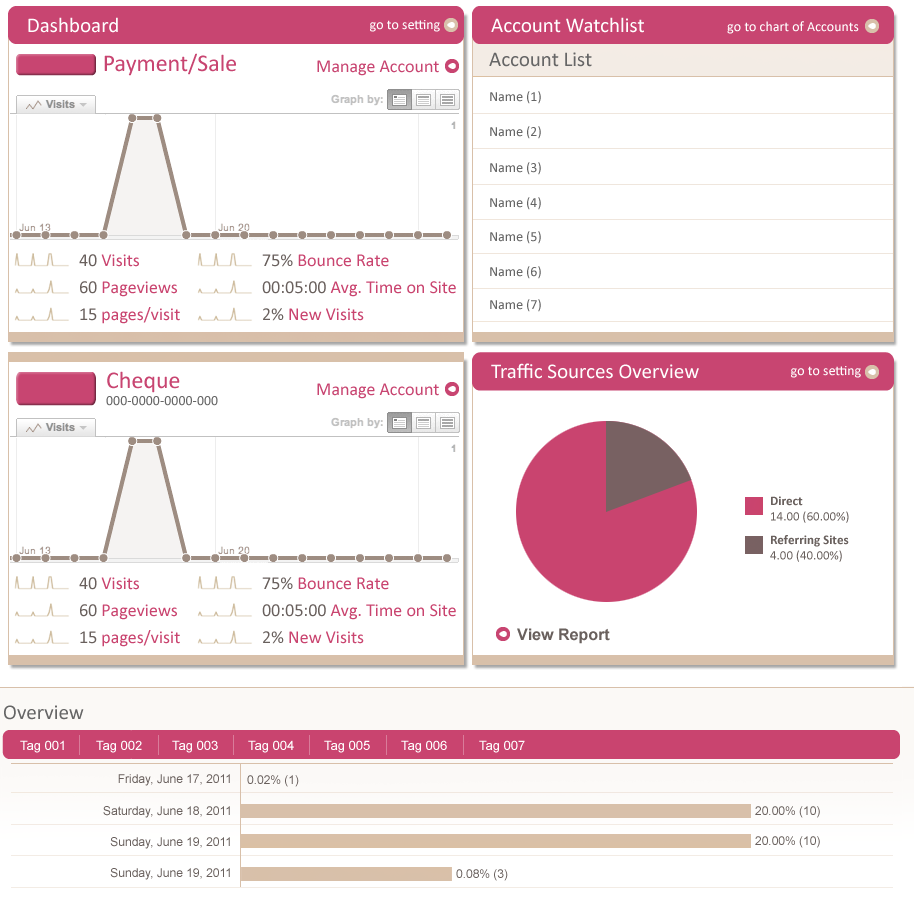 Dashboard
go to setting
Payment/Sale
Manage Account
Visits
Graph by:
1
Jun 13
Jun 20
40 Visits
75% Bounce Rate
60 Pageviews
00:05:00 Avg. Time on Site
15 pages/visit
2% New Visits
Account Watchlist
go to chart of Accounts
Account List
Name (1)
Name (2)
Name (3)
Name (4)
Name (5)
Name (6)
Name (7)
Cheque
000-0000-0000-000
Manage Account
Visits
Graph by:
1
Jun 13
Jun 20
40 Visits
75% Bounce Rate
60 Pageviews
00:05:00 Avg. Time on Site
15 pages/visit
2% New Visits
Traffic Sources Overview
go to setting
Direct
14.00 (60.00%)
Referring Sites
4.00 (40.00%)
View Report
Overview
Tag 001
Tag 002
Tag 003
Tag 004
Tag 005
Tag 006
Tag 007
Friday, June 17, 2011
0.02% (1)
Saturday, June 18, 2011
20.00% (10)
Sunday, June 19, 2011
20.00% (10)
Sunday, June 19, 2011
0.08% (3)